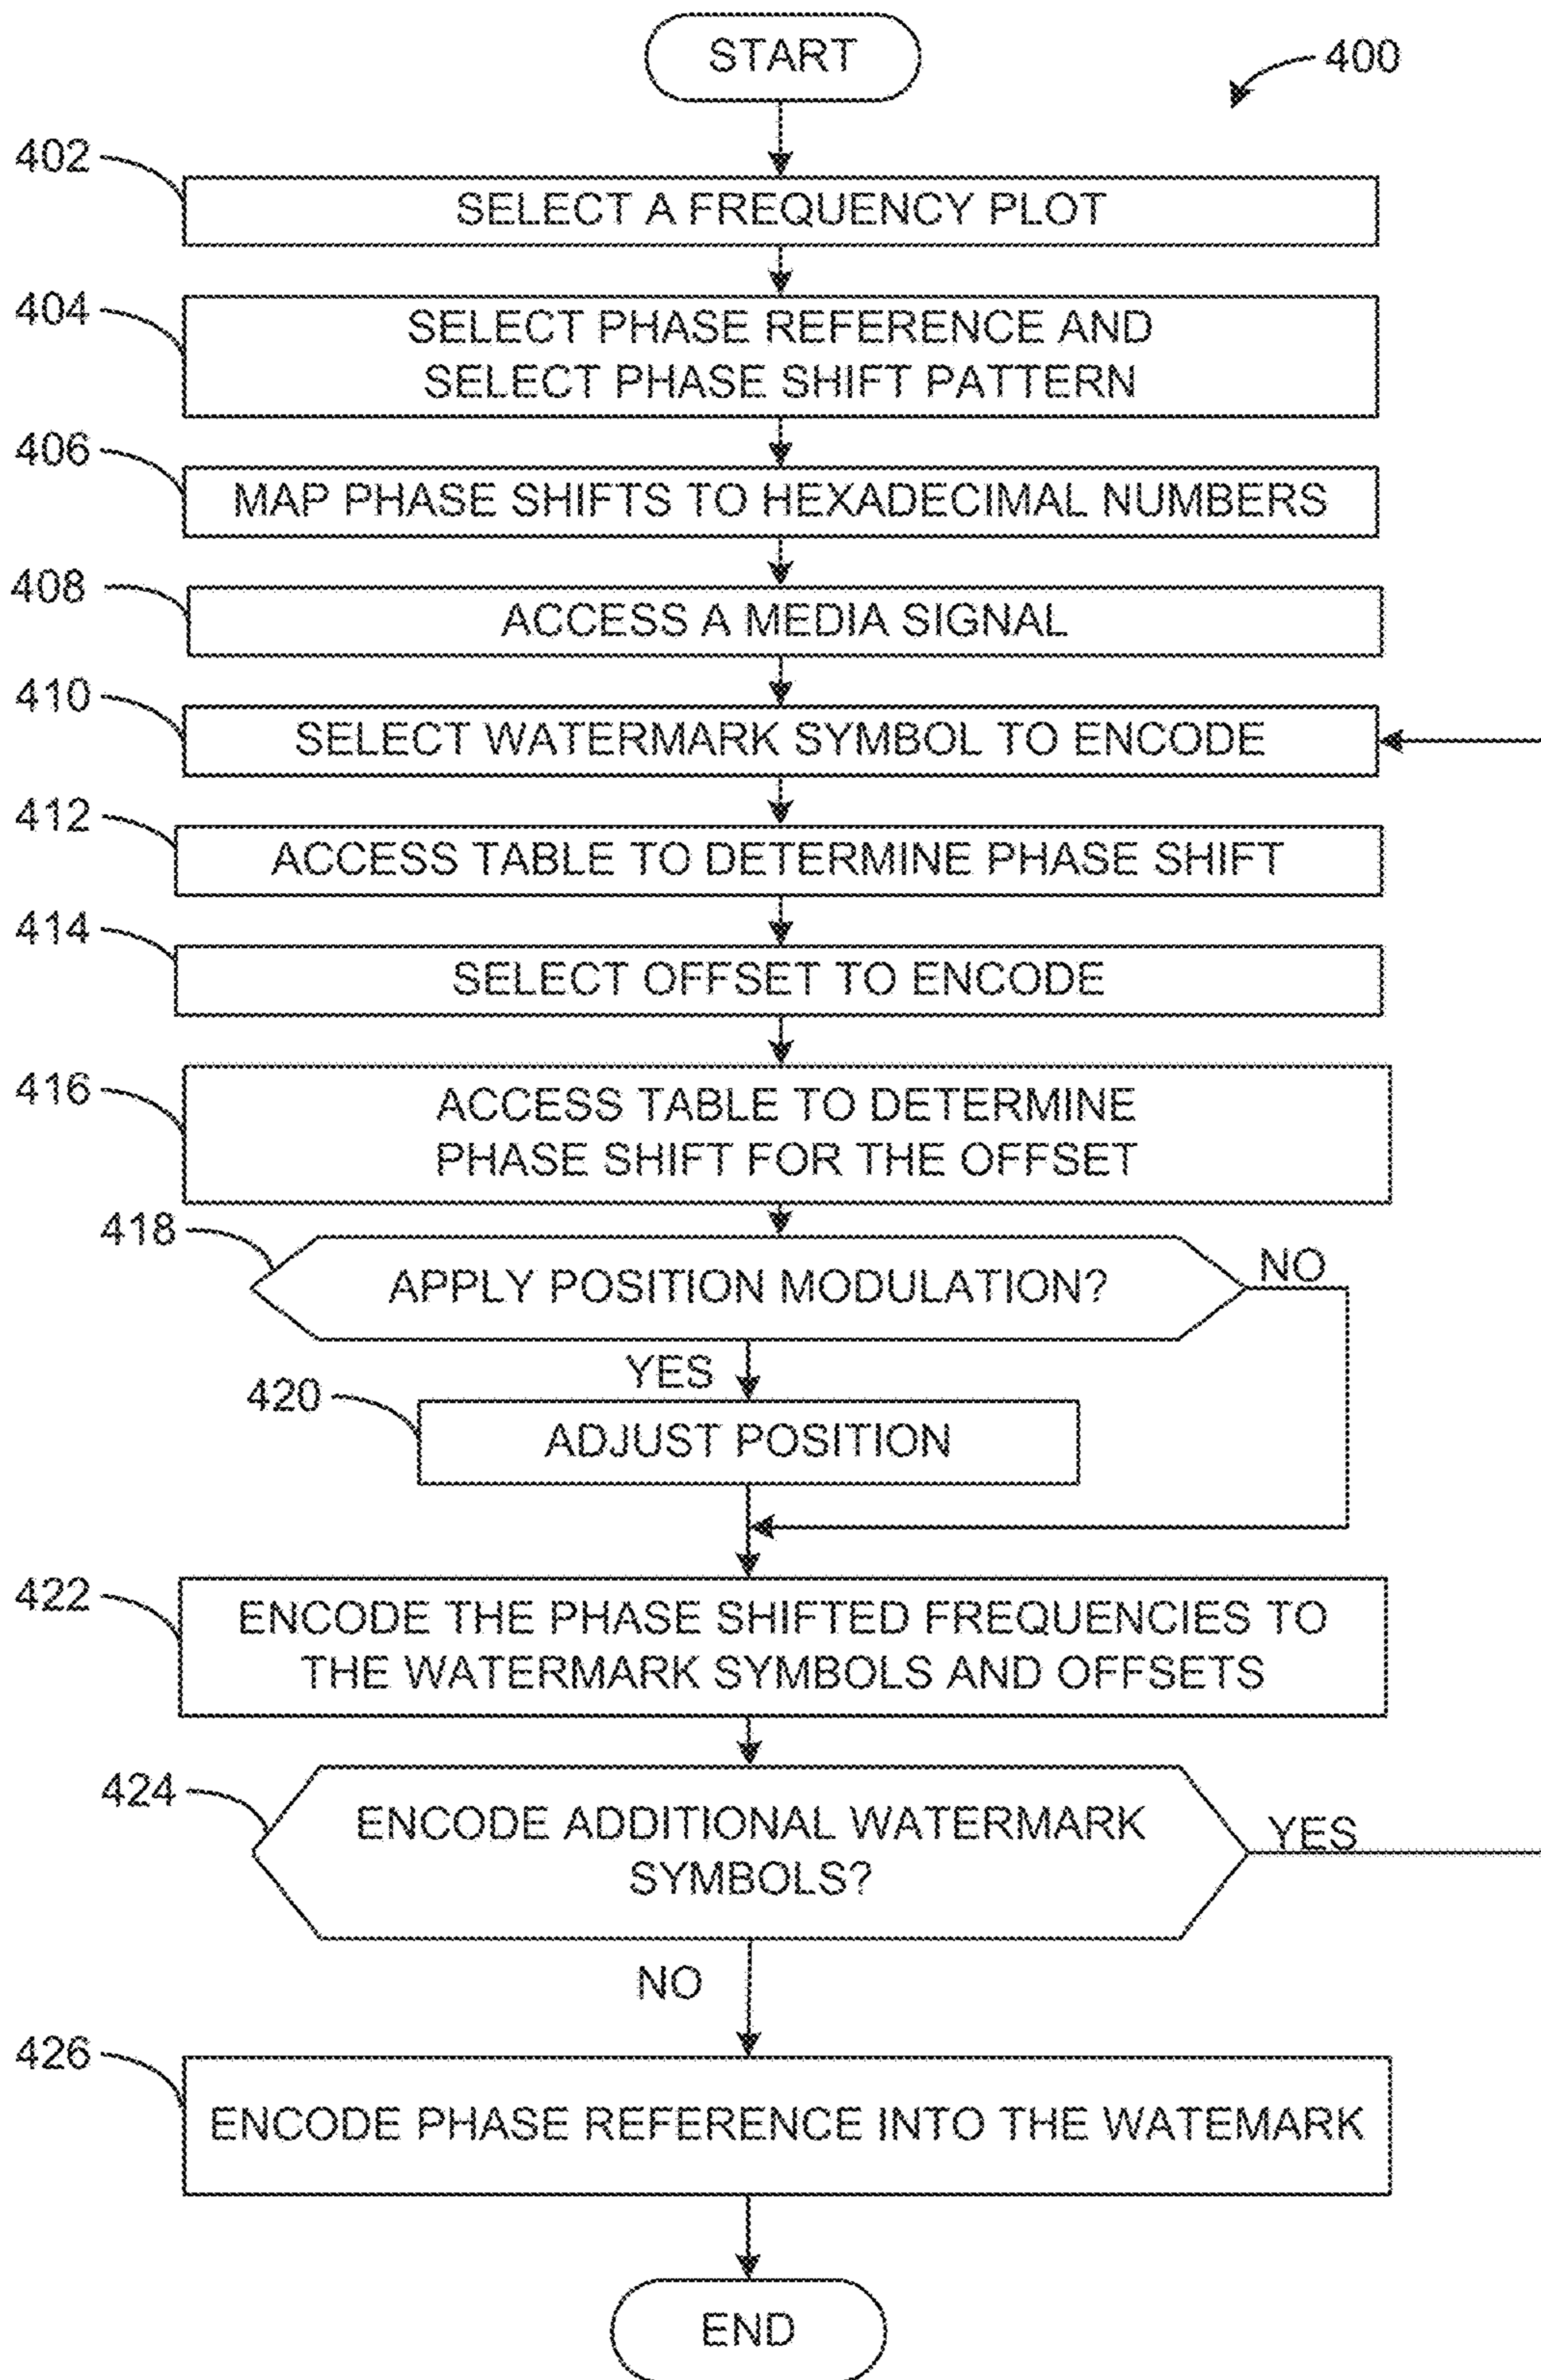 START
400
402
SELECT A FREQUENCY PLOT
404
SELECT PHASE REFERENCE AND
SELECT PHASE SHIFT PATTERN
406
MAP PHASE SHIFTS TO HEXADECIMAL NUMBERS
408
ACCESS A MEDIA SIGNAL
410
SELECT WATERMARK SYMBOL TO ENCODE
412
ACCESS TABLE TO DETERMINE PHASE SHIFT
414
SELECT OFFSET TO ENCODE
416
ACCESS TABLE TO DETERMINE
PHASE SHIFT FOR THE OFFSET
418
APPLY POSITION MODULATION?
NO
YES
420
ADJUST POSITION
422
ENCODE THE PHASE SHIFTED FREQUENCIES TO
THE WATERMARK SYMBOLS AND OFFSETS
424
ENCODE ADDITIONAL WATERMARK
SYMBOLS?
YES
NO
426
ENCODE PHASE REFERENCE INTO THE WATEMARK
END